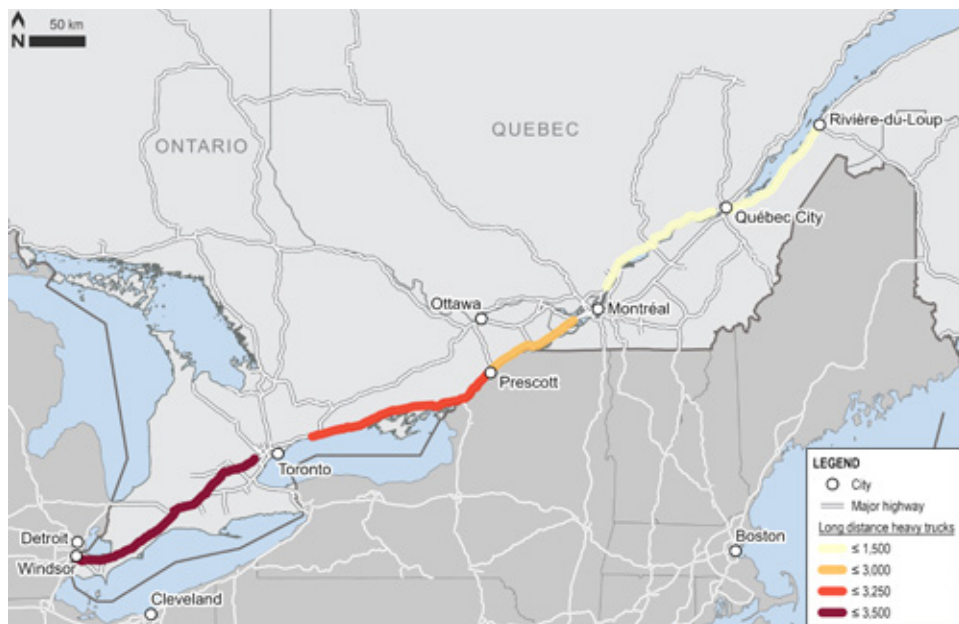 50 km
N
QUEBEC
ONTARIO
Rivière-du-Loup
Québec City
Ottawa
Montréal
Prescott
Toronto
Detroit
Windsor
Cleveland
Boston
LEGEND
City
Major highway
Long distance heavy trucks
≤ 1,500
≤ 3,000
≤ 3,250
≤ 3,500